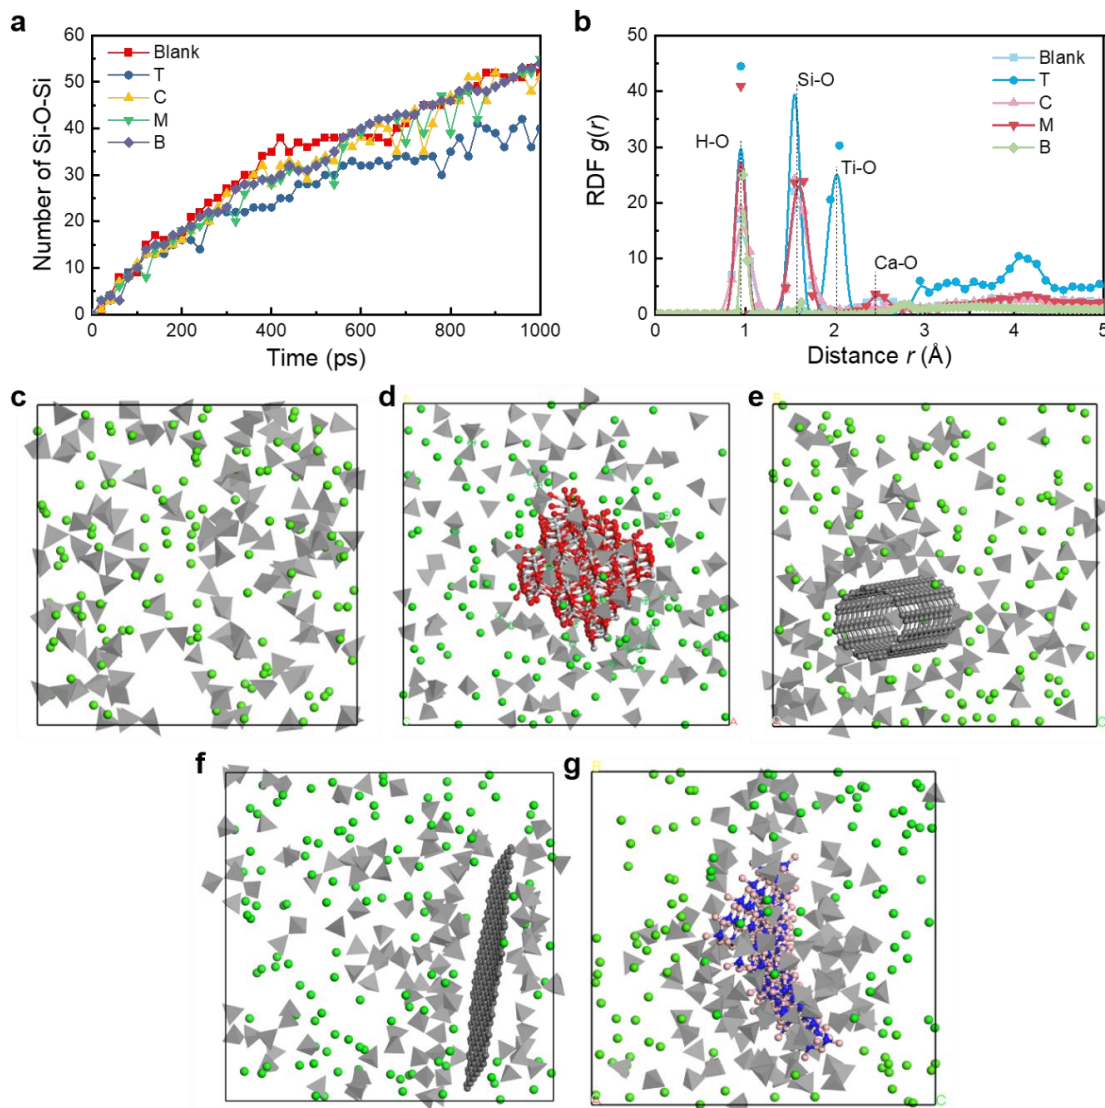 a
60
50
40
30
20
10
0
Number of Si-O-Si
Blank
T
C
M
B
0 200 400 600 800 1000
Time (ps)
b
50
40
30
20
10
0
RDF g(r)
H-O
Si-O
Ti-O
Ca-O
Blank
T
C
M
B
0 1 2 3 4 5
Distance r (Å)
c
d
C
A
e
B
C
f
g
B
C